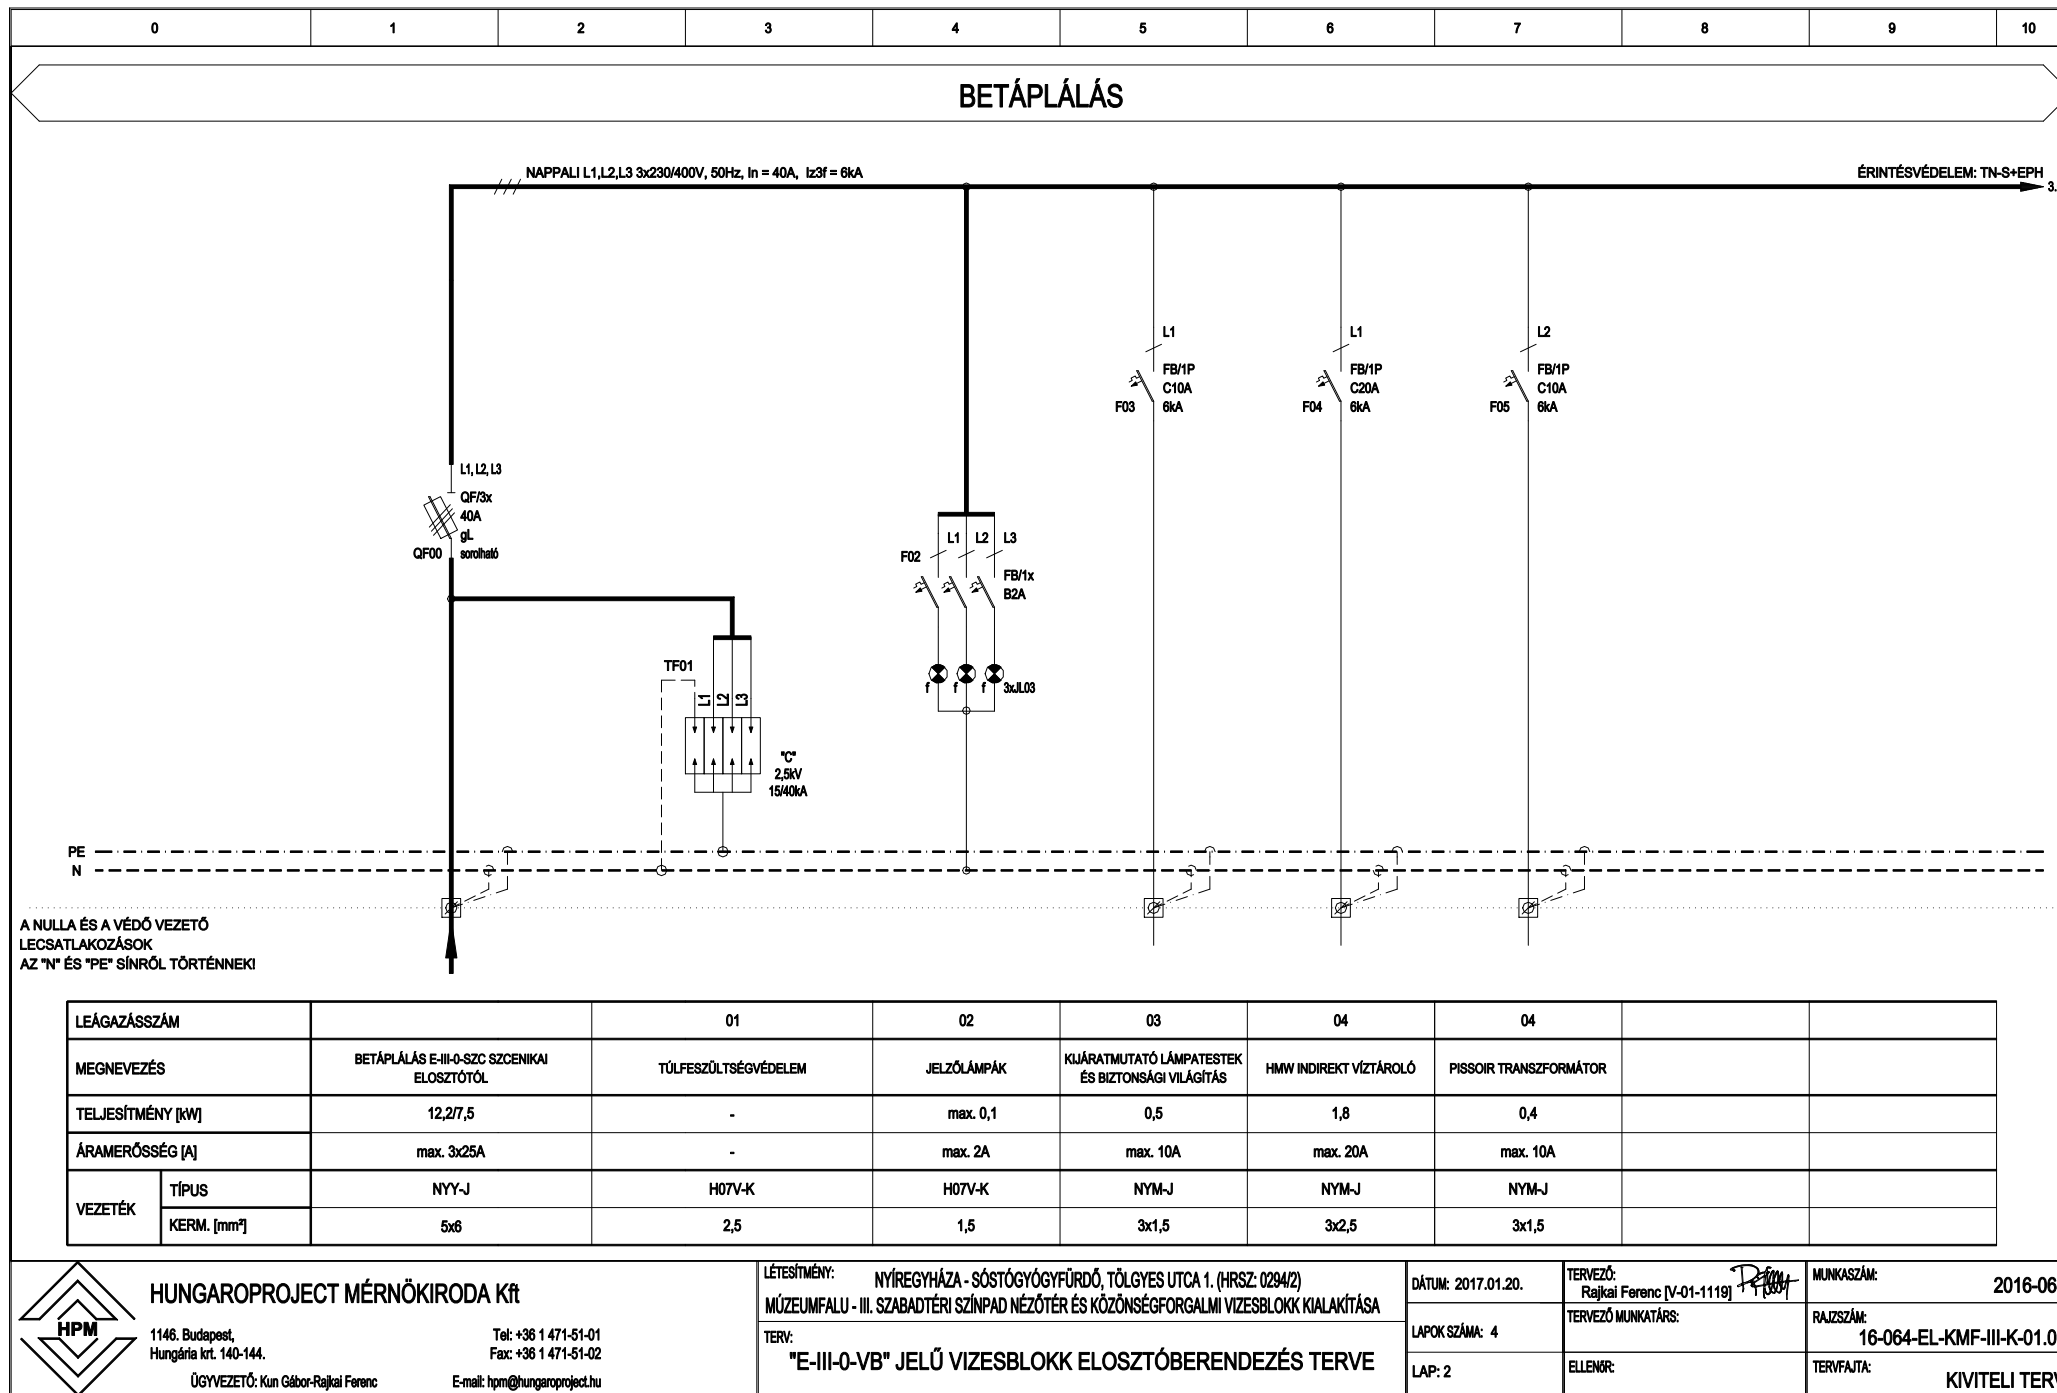 0 1 2 3 4 5 6 7 8 9 10
BETÁPLÁLÁS
NAPPALI L1,L2,L3 3x230/400V, 50Hz, In = 40A, Iz3f = 6kA
ÉRINTÉSVÉDELEM: TN-S+EPH
3.
L1, L2, L3
QF/3x
40A
gL
QF00 sorolható
TF01
L1
L2
L3
"C"
2,5kV
15/40kA
L1 L2 L3
F02
FB/1x
B2A
f f f 3xJL03
L1
FB/1P
C10A
F03 6kA
L1
FB/1P
C20A
F04 6kA
L2
FB/1P
C10A
F05 6kA
PE
N
A NULLA ÉS A VÉDŐ VEZETŐ
LECSATLAKOZÁSOK
AZ "N" ÉS "PE" SÍNRŐL TÖRTÉNNEK!
LEÁGAZÁSSZÁM 01 02 03 04 04
MEGNEVEZÉS
BETÁPLÁLÁS E-III-0-SZC SZCENIKAI
ELOSZTÓTÓL
TÚLFESZÜLTSÉGVÉDELEM
JELZŐLÁMPÁK
KIJÁRATMUTATÓ LÁMPATESTEK
ÉS BIZTONSÁGI VILÁGÍTÁS
HMW INDIREKT VÍZTÁROLÓ
PISSOIR TRANSZFORMÁTOR
TELJESÍTMÉNY [kW] 12,2/7,5 - max. 0,1 0,5 1,8 0,4
ÁRAMERŐSSÉG [A] max. 3x25A - max. 2A max. 10A max. 20A max. 10A
VEZETÉK
TÍPUS NYY-J H07V-K H07V-K NYM-J NYM-J NYM-J
KERM. [mm²] 5x6 2,5 1,5 3x1,5 3x2,5 3x1,5
HPM
HUNGAROPROJECT MÉRNÖKIRODA Kft
1146. Budapest,
Hungária krt. 140-144.
Tel: +36 1 471-51-01
Fax: +36 1 471-51-02
ÜGYVEZETŐ: Kun Gábor-Rajkai Ferenc
E-mail: hpm@hungaroproject.hu
LÉTESÍTMÉNY:
NYÍREGYHÁZA - SÓSTÓGYÓGYFÜRDŐ, TÖLGYES UTCA 1. (HRSZ: 0294/2)
MÚZEUMFALU - III. SZABADTÉRI SZÍNPAD NÉZŐTÉR ÉS KÖZÖNSÉGFORGALMI VIZESBLOKK KIALAKÍTÁSA
TERV:
"E-III-0-VB" JELŰ VIZESBLOKK ELOSZTÓBERENDEZÉS TERVE
DÁTUM: 2017.01.20.
LAPOK SZÁMA: 4
LAP: 2
TERVEZŐ:
Rajkai Ferenc [V-01-1119]
TERVEZŐ MUNKATÁRS:
ELLENŐR:
MUNKASZÁM:
2016-06
RAJZSZÁM:
16-064-EL-KMF-III-K-01.0
TERVFAJTA:
KIVITELI TERV